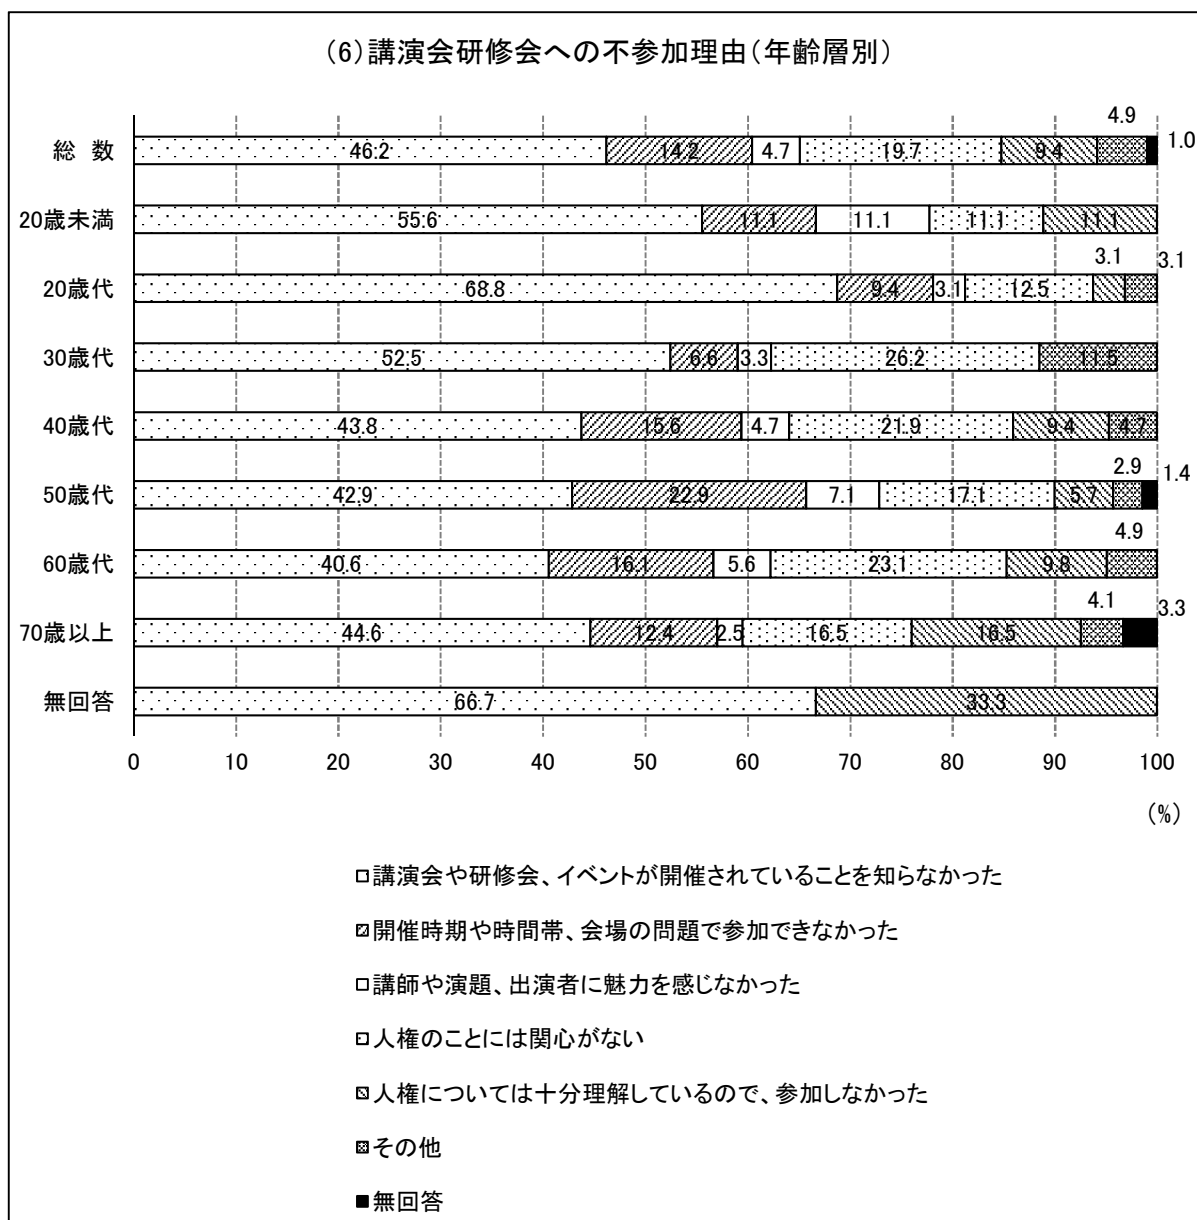 (6)講演会研修会への不参加理由(年齢層別)
4.9
総 数 46.2 14.2 4.7 19.7 9.4 1.0
20歳未満 55.6 11.1 11.1 11.1 11.1
3.1 3.1
20歳代 68.8 9.4 3.1 12.5
30歳代 52.5 6.6 3.3 26.2 11.5
40歳代 43.8 15.6 4.7 21.9 9.4 4.7
2.9 1.4
50歳代 42.9 22.9 7.1 17.1 5.7
4.9
60歳代 40.6 16.1 5.6 23.1 9.8
4.1 3.3
70歳以上 44.6 12.4 2.5 16.5 16.5
無回答 66.7 33.3
0 10 20 30 40 50 60 70 80 90 100
(%)
講演会や研修会、イベントが開催されていることを知らなかった
開催時期や時間帯、会場の問題で参加できなかった
講師や演題、出演者に魅力を感じなかった
人権のことには関心がない
人権については十分理解しているので、参加しなかった
その他
無回答